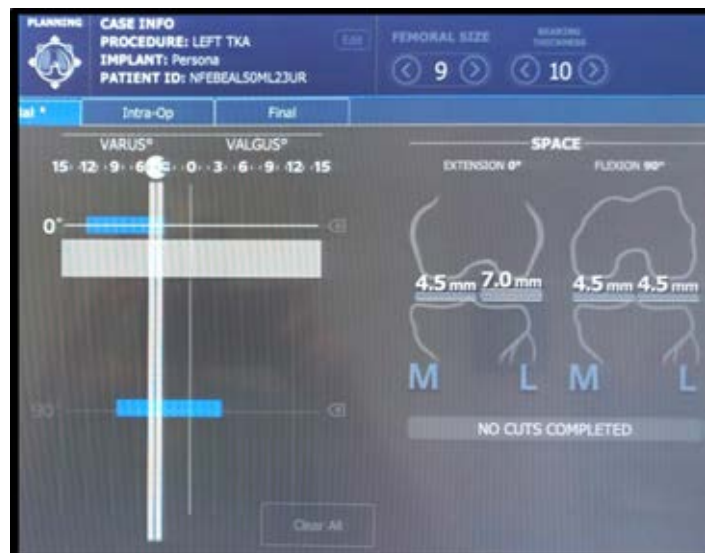 PLANNING
CASE INFO
PROCEDURE: LEFT TKA
IMPLANT: Persona
PATIENT ID:
Edit
FEMORAL SIZE
9
BEARING
THICKNESS
10
Intra-Op
Final
VARUS°
VALGUS°
15 12 9 6 0 3 6 9 12 15
0°
90°
SPACE
EXTENSION 0°
FLEXION 90°
4.5 mm 7.0 mm
4.5 mm 4.5 mm
M L
M L
NO CUTS COMPLETED
Clear All